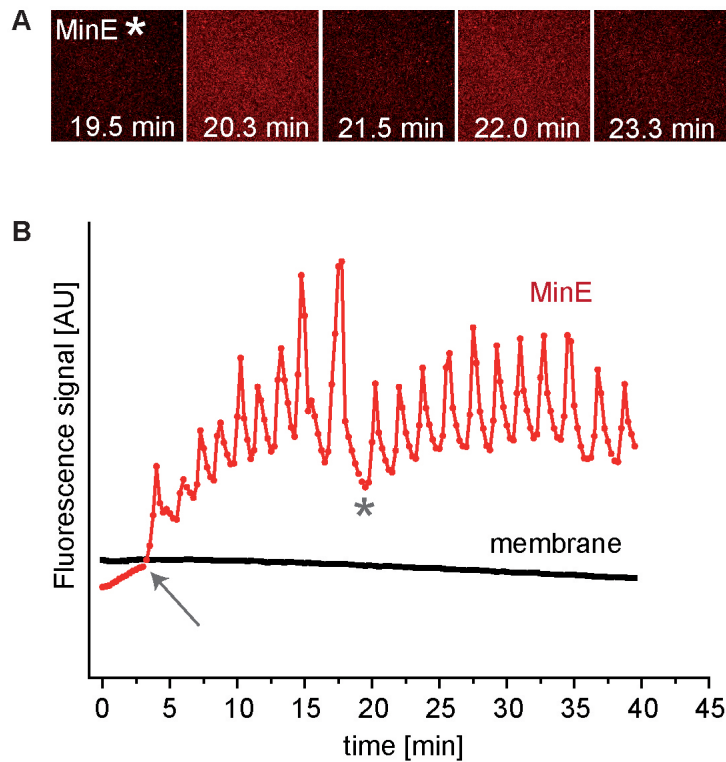 A
MinE *
19.5 min
20.3 min
21.5 min
22.0 min
23.3 min
B
Fluorescence signal [AU]
MinE
*
membrane
0 5 10 15 20 25 30 35 40 45
time [min]